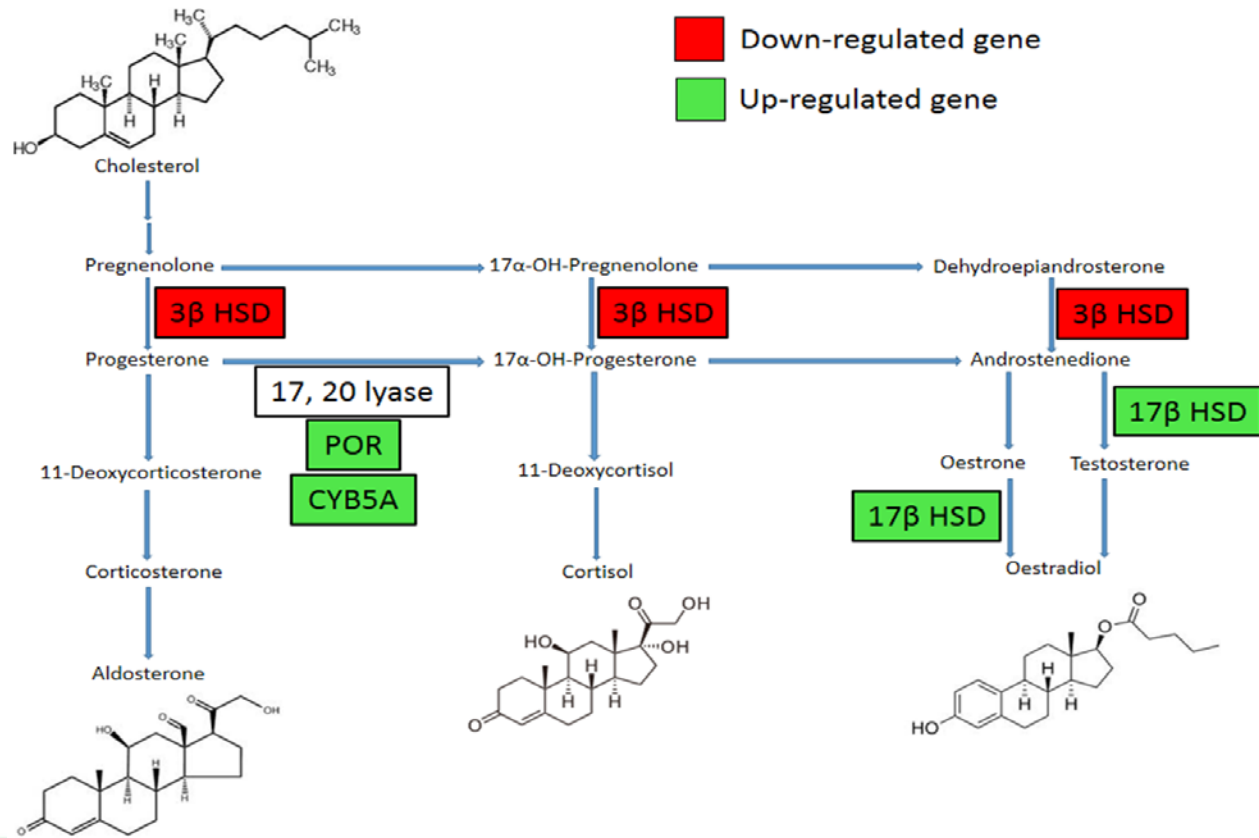 H₃C
CH₃
H₃C
CH₃
H₃C
H
H
H
HO
Cholesterol
Down-regulated gene
Up-regulated gene
Pregnenolone
17α-OH-Pregnenolone
Dehydroepiandrosterone
3β HSD
3β HSD
3β HSD
Progesterone
17α-OH-Progesterone
Androstenedione
17, 20 lyase
POR
CYB5A
17β HSD
11-Deoxycorticosterone
11-Deoxycortisol
Oestrone
Testosterone
17β HSD
Corticosterone
Cortisol
Oestradiol
Aldosterone
O
OH
HO
O
H
H
H
O
O
OH
HO
OH
H
H
H
O
O
O
H
H
H
HO